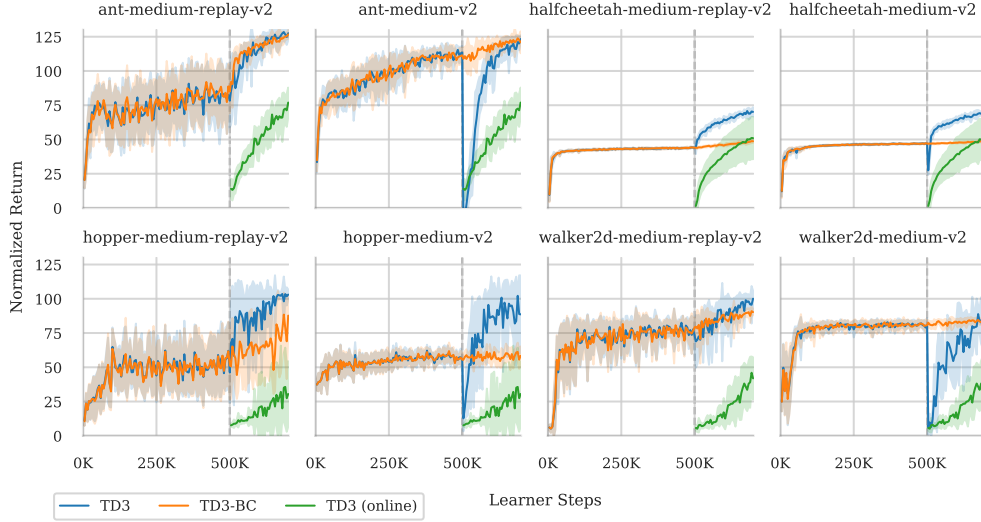 ant-medium-replay-v2 ant-medium-v2 halfcheetah-medium-replay-v2 halfcheetah-medium-v2
125
100
75
50
25
0
hopper-medium-replay-v2 hopper-medium-v2 walker2d-medium-replay-v2 walker2d-medium-v2
125
100
75
50
25
0
Normalized Return
0K 250K 500K 0K 250K 500K 0K 250K 500K 0K 250K 500K
Learner Steps
TD3 TD3-BC TD3 (online)